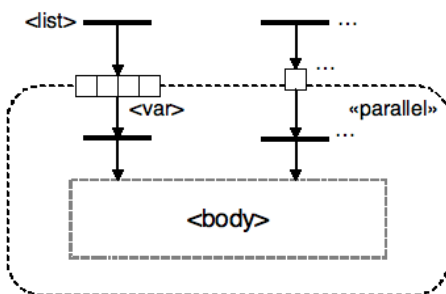 <list>
...
...
<var>
«parallel»
...
<body>